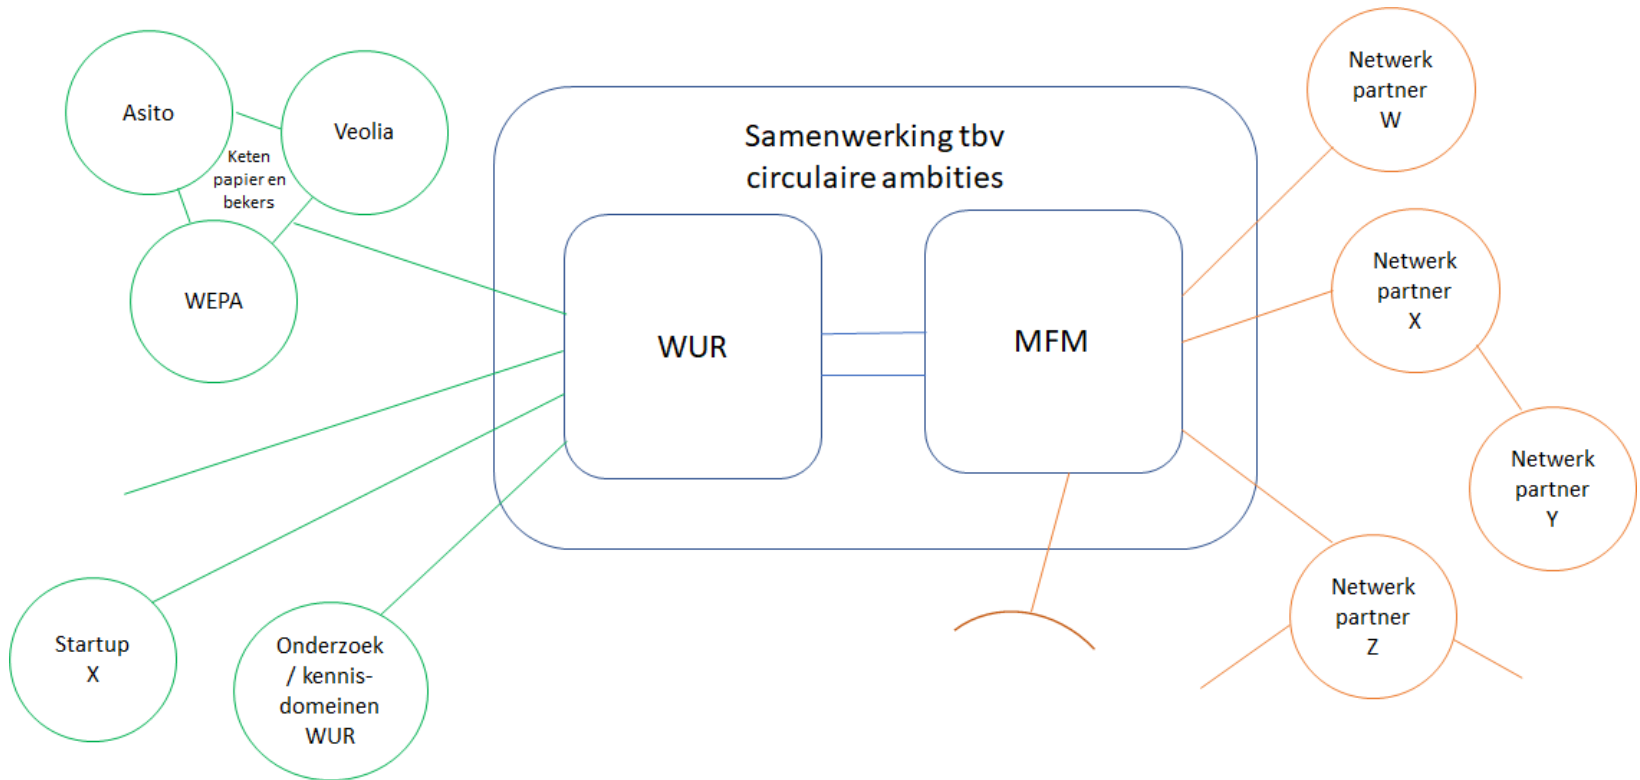 Asito
Veolia
Keten
papier en
bekers
WEPA
Samenwerking tbv
circulaire ambities
WUR
MFM
Netwerk
partner
W
Netwerk
partner
X
Netwerk
partner
Y
Netwerk
partner
Z
Startup
X
Onderzoek
/ kennis-
domeinen
WUR